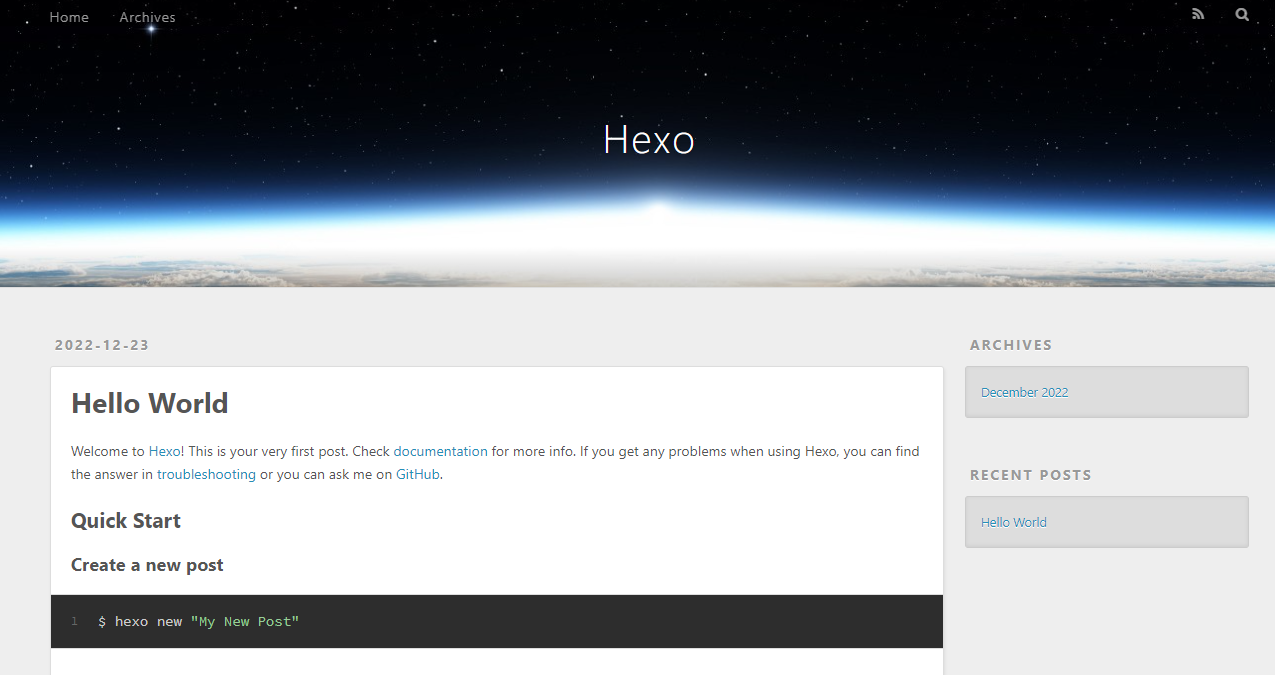 Home Archives
Hexo
2022-12-23
Hello World
Welcome to Hexo! This is your very first post. Check documentation for more info. If you get any problems when using Hexo, you can find
the answer in troubleshooting or you can ask me on GitHub.
Quick Start
Create a new post
1 $ hexo new "My New Post"
ARCHIVES
December 2022
RECENT POSTS
Hello World